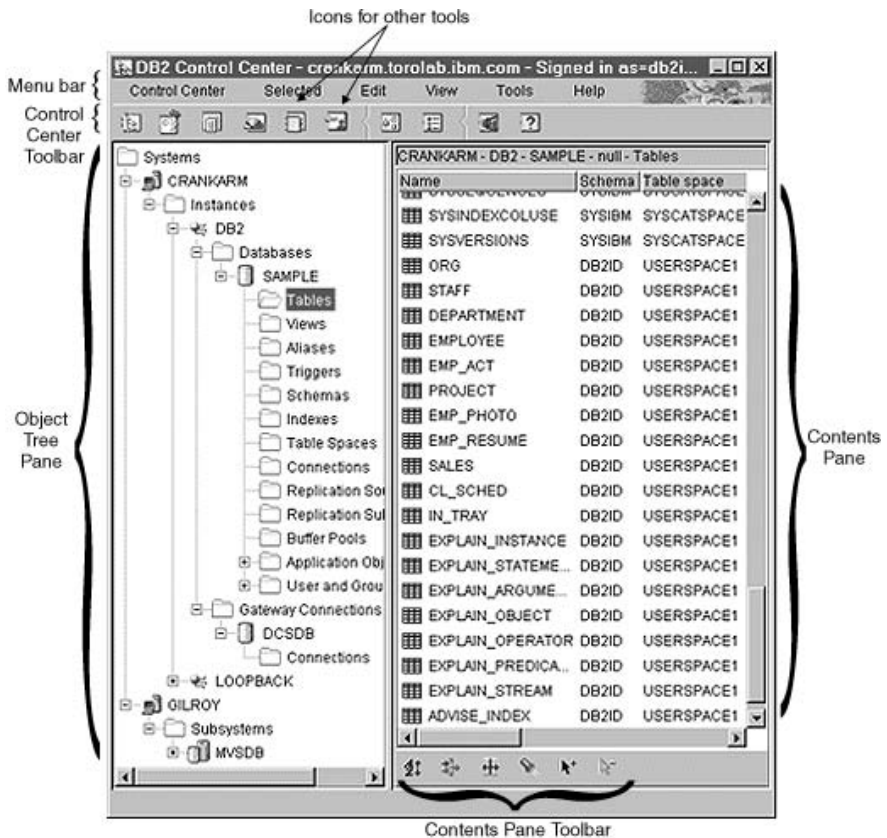 Icons for other tools
DB2 Control Center - crankarm.torolab.ibm.com - Signed in as=db2i...
Menu bar
Control Center Selected Edit View Tools Help
Control
Center
Toolbar
Object
Tree
Pane
Systems
CRANKARM
Instances
DB2
Databases
SAMPLE
Tables
Views
Aliases
Triggers
Schemas
Indexes
Table Spaces
Connections
Replication Sou
Replication Sul
Buffer Pools
Application Obj
User and Grou
Gateway Connections
DCSDB
Connections
LOOPBACK
GILROY
Subsystems
MVSDB
CRANKARM - DB2 - SAMPLE - null - Tables
Name Schema Table space
SYSINDEXCOLUSE SYSIBM SYSCATSPACE
SYSVERSIONS SYSIBM SYSCATSPACE
ORG DB2ID USERSPACE1
STAFF DB2ID USERSPACE1
DEPARTMENT DB2ID USERSPACE1
EMPLOYEE DB2ID USERSPACE1
EMP_ACT DB2ID USERSPACE1
PROJECT DB2ID USERSPACE1
EMP_PHOTO DB2ID USERSPACE1
EMP_RESUME DB2ID USERSPACE1
SALES DB2ID USERSPACE1
CL_SCHED DB2ID USERSPACE1
IN_TRAY DB2ID USERSPACE1
EXPLAIN_INSTANCE DB2ID USERSPACE1
EXPLAIN_STATEME... DB2ID USERSPACE1
EXPLAIN_ARGUME... DB2ID USERSPACE1
EXPLAIN_OBJECT DB2ID USERSPACE1
EXPLAIN_OPERATOR DB2ID USERSPACE1
EXPLAIN_PREDICA... DB2ID USERSPACE1
EXPLAIN_STREAM DB2ID USERSPACE1
ADVISE_INDEX DB2ID USERSPACE1
Contents
Pane
Contents Pane Toolbar